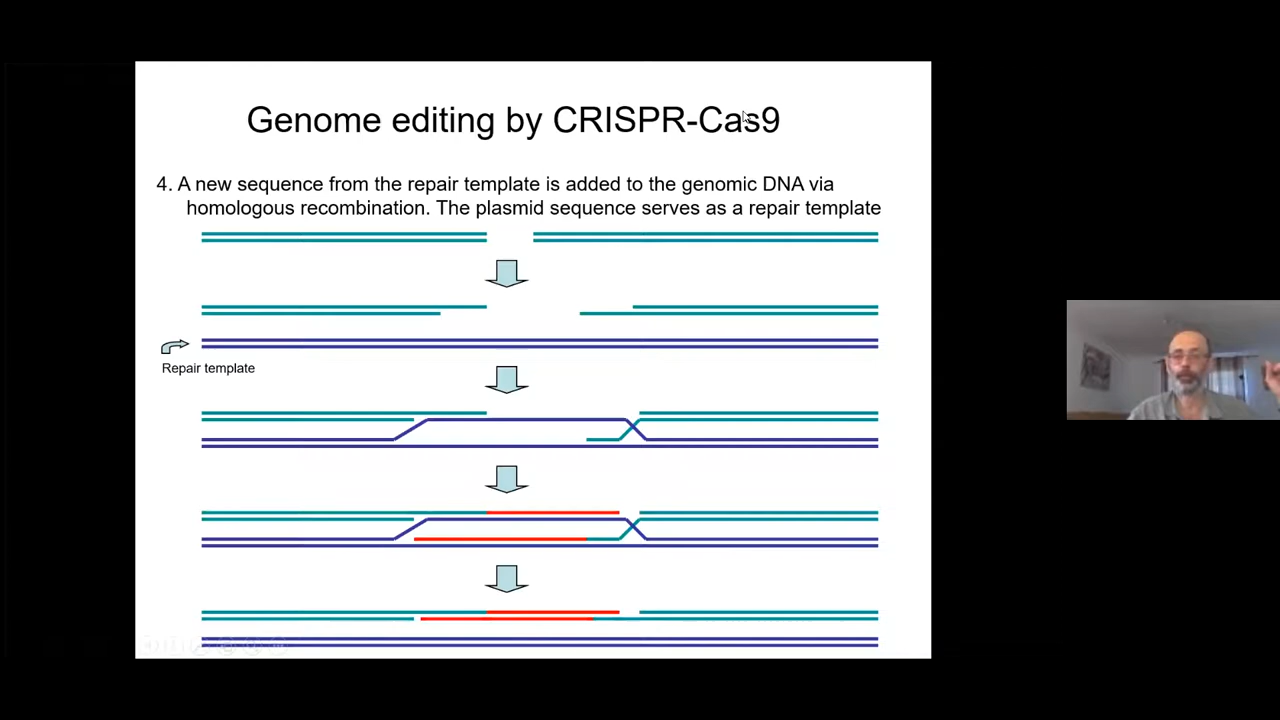 Genome editing by CRISPR-Cas9
4. A new sequence from the repair template is added to the genomic DNA via
homologous recombination. The plasmid sequence serves as a repair template
Repair template